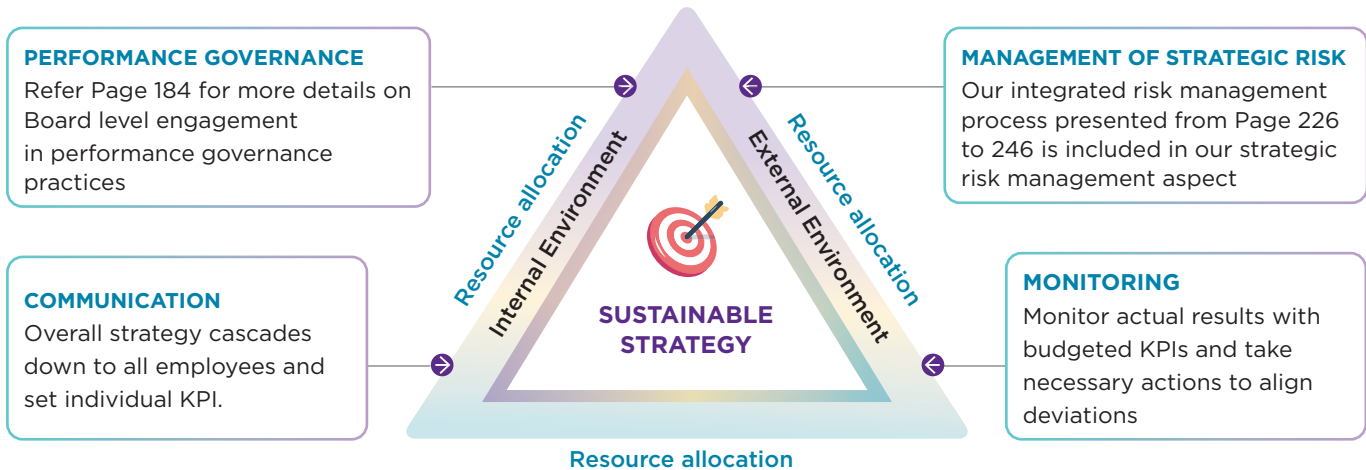 PERFORMANCE GOVERNANCE
Refer Page 184 for more details on
Board level engagement
in performance governance
practices
COMMUNICATION
Overall strategy cascades
down to all employees and
set individual KPI.
Resource allocation
Internal Environment
SUSTAINABLE
STRATEGY
External Environment
Resource allocation
Resource allocation
MANAGEMENT OF STRATEGIC RISK
Our integrated risk management
process presented from Page 226
to 246 is included in our strategic
risk management aspect
MONITORING
Monitor actual results with
budgeted KPIs and take
necessary actions to align
deviations